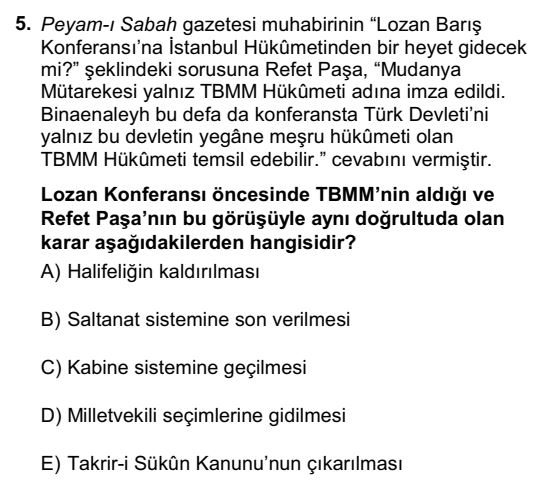 5. Peyam-ı Sabah gazetesi muhabirinin “Lozan Barış
Konferansı’na İstanbul Hükûmetinden bir heyet gidecek
mi?” şeklindeki sorusuna Refet Paşa, “Mudanya
Mütarekesi yalnız TBMM Hükûmeti adına imza edildi.
Binaenaleyh bu defa da konferansta Türk Devleti’ni
yalnız bu devletin yegâne meşru hükûmeti olan
TBMM Hükûmeti temsil edebilir.” cevabını vermiştir.
Lozan Konferansı öncesinde TBMM’nin aldığı ve
Refet Paşa’nın bu görüşüyle aynı doğrultuda olan
karar aşağıdakilerden hangisidir?
A) Halifeliğin kaldırılması
B) Saltanat sistemine son verilmesi
C) Kabine sistemine geçilmesi
D) Milletvekili seçimlerine gidilmesi
E) Takrir-i Sükûn Kanunu’nun çıkarılması